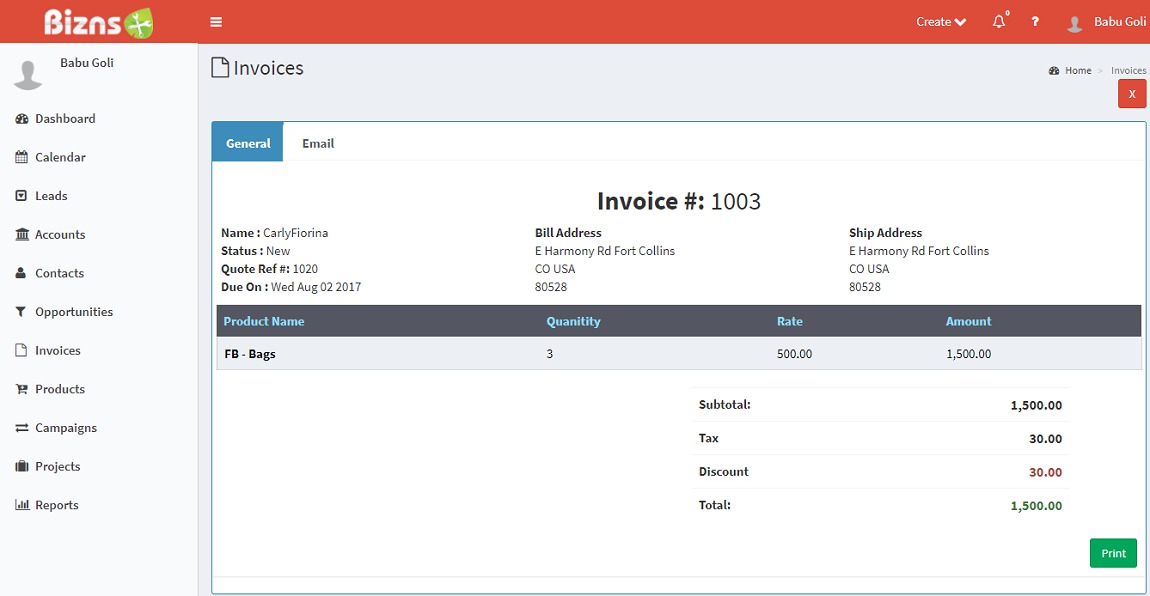 Bizns
Create
0
?
Babu Goli
Babu Goli
Dashboard
Calendar
Leads
Accounts
Contacts
Opportunities
Invoices
Products
Campaigns
Projects
Reports
Invoices
Home > Invoices
X
General Email
Invoice #: 1003
Name : CarlyFiorina
Status : New
Quote Ref #: 1020
Due On : Wed Aug 02 2017
Bill Address
E Harmony Rd Fort Collins
CO USA
80528
Ship Address
E Harmony Rd Fort Collins
CO USA
80528
Product Name Quanitity Rate Amount
FB - Bags 3 500.00 1,500.00
Subtotal: 1,500.00
Tax 30.00
Discount 30.00
Total: 1,500.00
Print